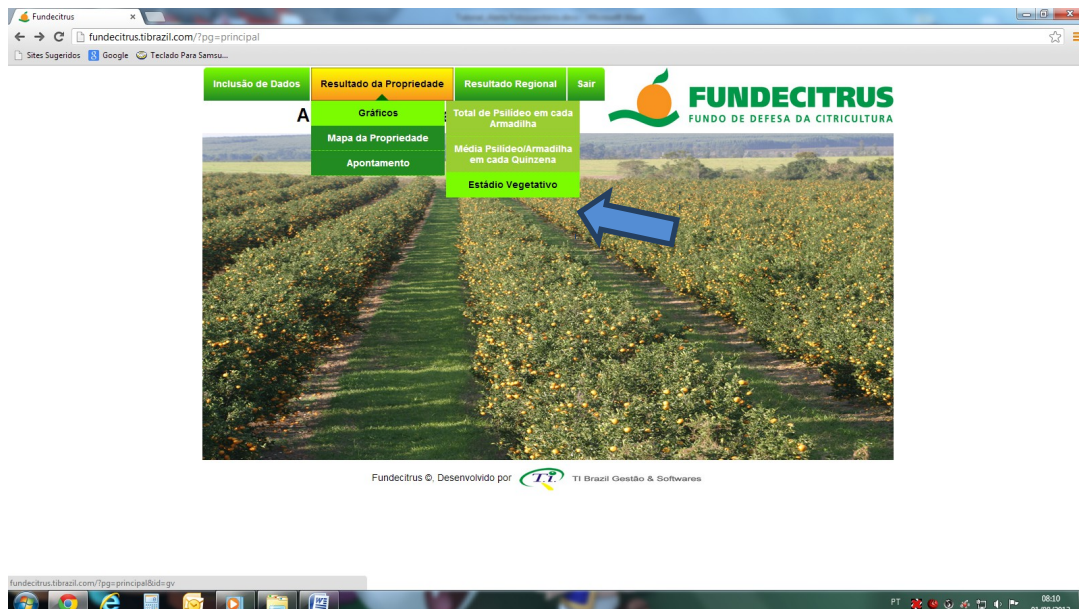 Fundecitrus
fundecitrus.tibrazil.com/?pg=principal
Sites Sugeridos
Google
Teclado Para Samsu...
Inclusão de Dados
Resultado da Propriedade
Resultado Regional
Sair
FUNDECITRUS
FUNDO DE DEFESA DA CITRICULTURA
A
Gráficos
Mapa da Propriedade
Apontamento
Total de Psilídeo em cada
Armadilha
Média Psilídeo/Armadilha
em cada Quinzena
Estádio Vegetativo
Fundecitrus ©, Desenvolvido por
T.I.
TI Brazil Gestão & Softwares
fundecitrus.tibrazil.com/?pg=principal&id=gv
PT
08:10